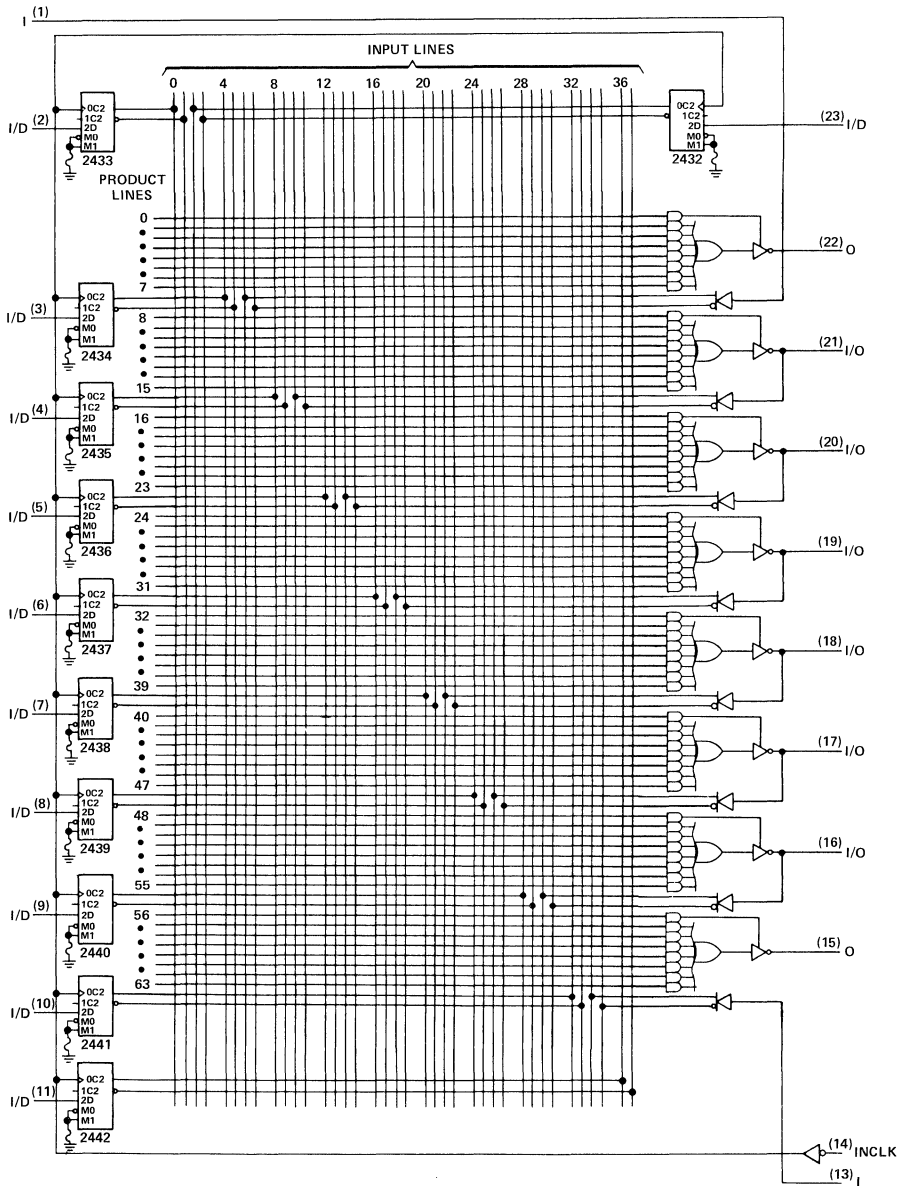 I (1)
INPUT LINES
0 4 8 12 16 20 24 28 32 36
I/D (2)
0C2
1C2
2D
M0
M1
2433
0C2
1C2
2D
M0
M1
2432
(23) I/D
PRODUCT
LINES
0
7
(22) O
I/D (3)
0C2
1C2
2D
M0
M1
2434
8
15
(21) I/O
I/D (4)
0C2
1C2
2D
M0
M1
2435
16
23
(20) I/O
I/D (5)
0C2
1C2
2D
M0
M1
2436
24
31
(19) I/O
I/D (6)
0C2
1C2
2D
M0
M1
2437
32
39
(18) I/O
I/D (7)
0C2
1C2
2D
M0
M1
2438
40
47
(17) I/O
I/D (8)
0C2
1C2
2D
M0
M1
2439
48
55
(16) I/O
I/D (9)
0C2
1C2
2D
M0
M1
2440
56
63
(15) O
I/D (10)
0C2
1C2
2D
M0
M1
2441
I/D (11)
0C2
1C2
2D
M0
M1
2442
(14) INCLK
(13) I